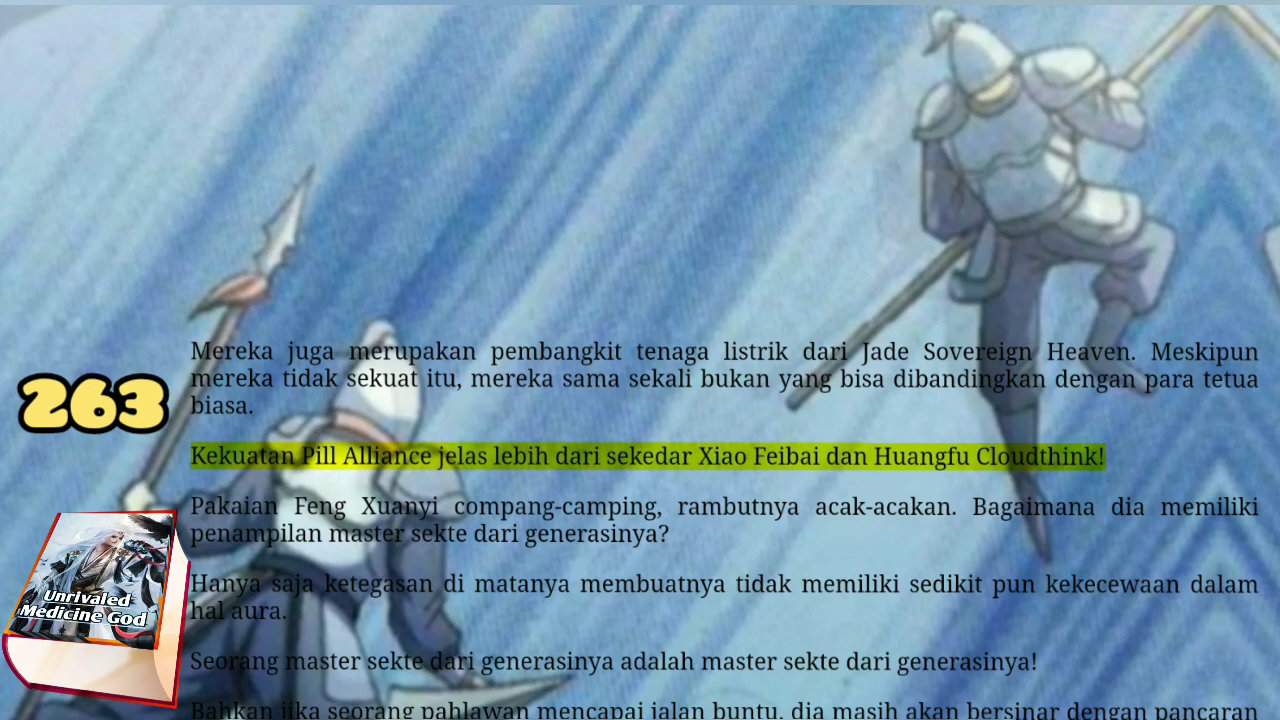 Mereka juga merupakan pembangkit tenaga listrik dari Jade Sovereign Heaven. Meskipun
mereka tidak sekuat itu, mereka sama sekali bukan yang bisa dibandingkan dengan para tetua
biasa.
263
Kekuatan Pill Alliance jelas lebih dari sekedar Xiao Feibai dan Huangfu Cloudthink!
Pakaian Feng Xuanyi compang-camping, rambutnya acak-acakan. Bagaimana dia memiliki
penampilan master sekte dari generasinya?
Hanya saja ketegasan di matanya membuatnya tidak memiliki sedikit pun kekecewaan dalam
hal aura.
Unrivaled
Medicine God
Seorang master sekte dari generasinya adalah master sekte dari generasinya!
Bahkan jika seorang pahlawan mencapai jalan buntu, dia masih akan bersinar dengan pancaran